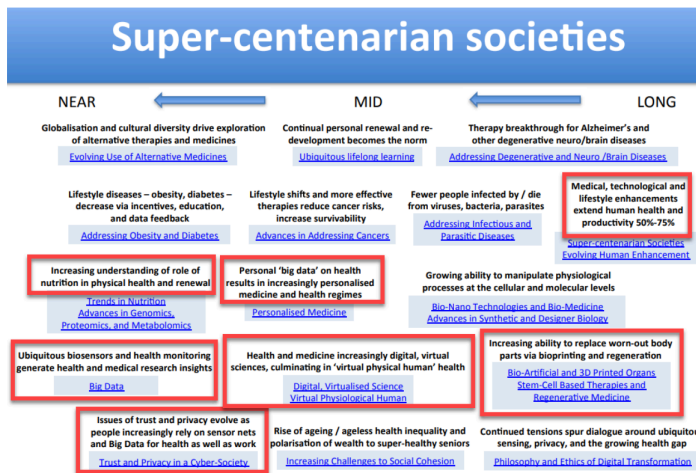 Super-centenarian societies
NEAR
MID
LONG
Globalisation and cultural diversity drive exploration
of alternative therapies and medicines
Evolving Use of Alternative Medicines
Continual personal renewal and re-
development becomes the norm
Ubiquitous lifelong learning
Therapy breakthrough for Alzheimer's and
other degenerative neuro/brain diseases
Addressing Degenerative and Neuro /Brain Diseases
Lifestyle diseases – obesity, diabetes –
decrease via incentives, education,
and data feedback
Addressing Obesity and Diabetes
Lifestyle shifts and more effective
therapies reduce cancer risks,
increase survivability
Advances in Addressing Cancers
Fewer people infected by / die
from viruses, bacteria, parasites
Addressing Infectious and
Parasitic Diseases
Medical, technological and
lifestyle enhancements
extend human health and
productivity 50%-75%
Super-centenarian Societies
Evolving Human Enhancement
Increasing understanding of role of
nutrition in physical health and renewal
Trends in Nutrition
Advances in Genomics,
Proteomics, and Metabolomics
Personal 'big data' on health
results in increasingly personalised
medicine and health regimes
Personalised Medicine
Growing ability to manipulate physiological
processes at the cellular and molecular levels
Bio-Nano Technologies and Bio-Medicine
Advances in Synthetic and Designer Biology
Ubiquitous biosensors and health monitoring
generate health and medical research insights
Big Data
Health and medicine increasingly digital, virtual
sciences, culminating in 'virtual physical human' health
Digital, Virtualised Science
Virtual Physiological Human
Increasing ability to replace worn-out body
parts via bioprinting and regeneration
Bio-Artificial and 3D Printed Organs
Stem-Cell Based Therapies and
Regenerative Medicine
Issues of trust and privacy evolve as
people increasingly rely on sensor nets
and Big Data for health as well as work
Trust and Privacy in a Cyber-Society
Rise of ageing / ageless health inequality and
polarisation of wealth to super-healthy seniors
Increasing Challenges to Social Cohesion
Continued tensions spur dialogue around ubiquitou
sensing, privacy, and the growing health gap
Philosophy and Ethics of Digital Transformation